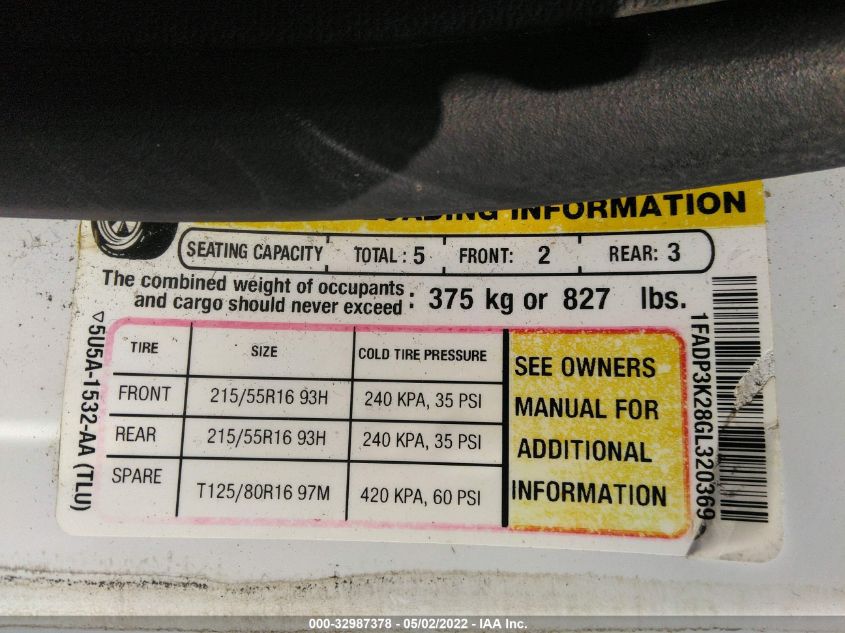 LOADING INFORMATION
SEATING CAPACITY TOTAL : 5 FRONT: 2 REAR: 3
The combined weight of occupants
and cargo should never exceed : 375 kg or 827 lbs.
TIRE SIZE COLD TIRE PRESSURE
FRONT 215/55R16 93H 240 KPA, 35 PSI
REAR 215/55R16 93H 240 KPA, 35 PSI
SPARE T125/80R16 97M 420 KPA, 60 PSI
SEE OWNERS
MANUAL FOR
ADDITIONAL
INFORMATION
5U5A-1532-AA (TLU)
1FADP3K28GL320369
000-32987378 - 05/02/2022 - IAA Inc.